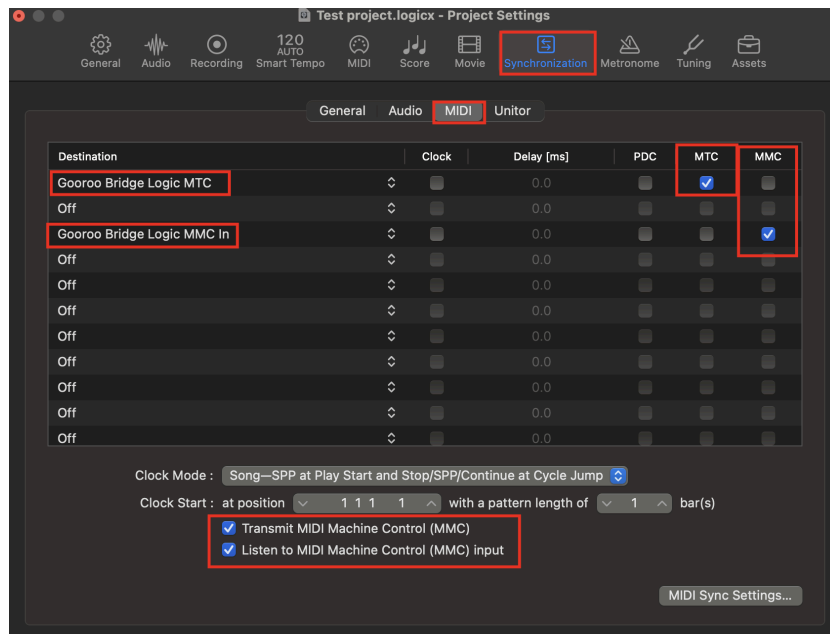 Test project.logicx - Project Settings
General Audio Recording 120 AUTO Smart Tempo MIDI Score Movie Synchronization Metronome Tuning Assets
General Audio MIDI Unitor
Destination Clock Delay [ms] PDC MTC MMC
Gooroo Bridge Logic MTC 0.0
Off 0.0
Gooroo Bridge Logic MMC In 0.0
Off 0.0
Off 0.0
Off 0.0
Off 0.0
Off 0.0
Off 0.0
Off 0.0
Off 0.0
Clock Mode : Song—SPP at Play Start and Stop/SPP/Continue at Cycle Jump
Clock Start : at position 1 1 1 1 with a pattern length of 1 bar(s)
Transmit MIDI Machine Control (MMC)
Listen to MIDI Machine Control (MMC) input
MIDI Sync Settings...